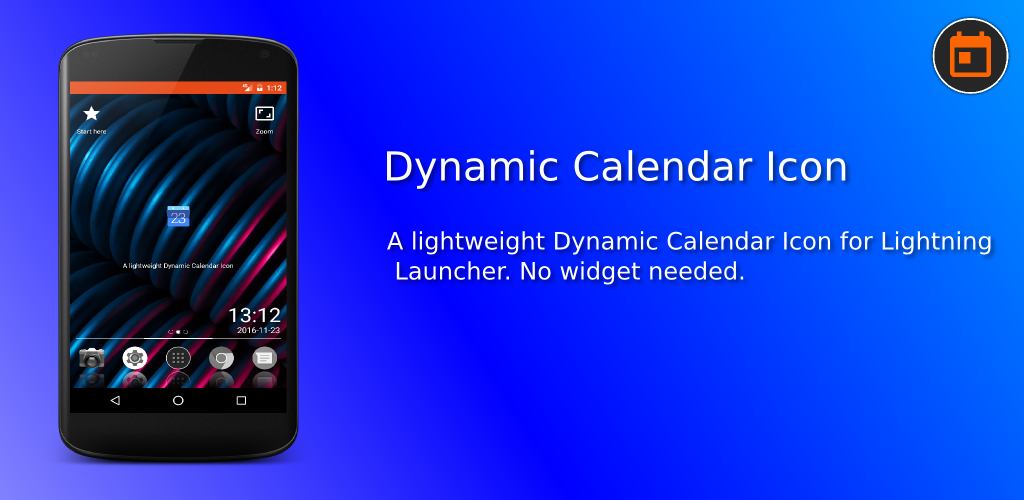 1:12
Start here
Zoom
23
A lightweight Dynamic Calendar Icon
13:12
2016-11-23
Dynamic Calendar Icon
A lightweight Dynamic Calendar Icon for Lightning
Launcher. No widget needed.